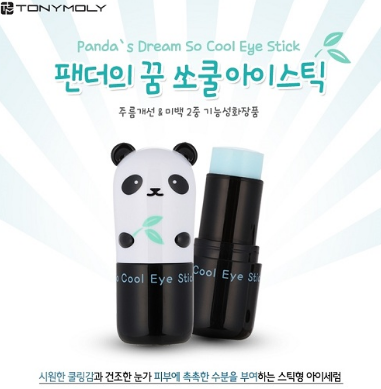 TONYMOLY
Panda`s Dream So Cool Eye Stick
팬더의 꿈 쏘쿨 아이스틱
주름개선 & 미백 2중 기능성화장품
o Cool Eye Stic
Cool Eye Stick
시원한 쿨링감과 건조한 눈가 피부에 촉촉한 수분을 부여하는 스틱형 아이세럼